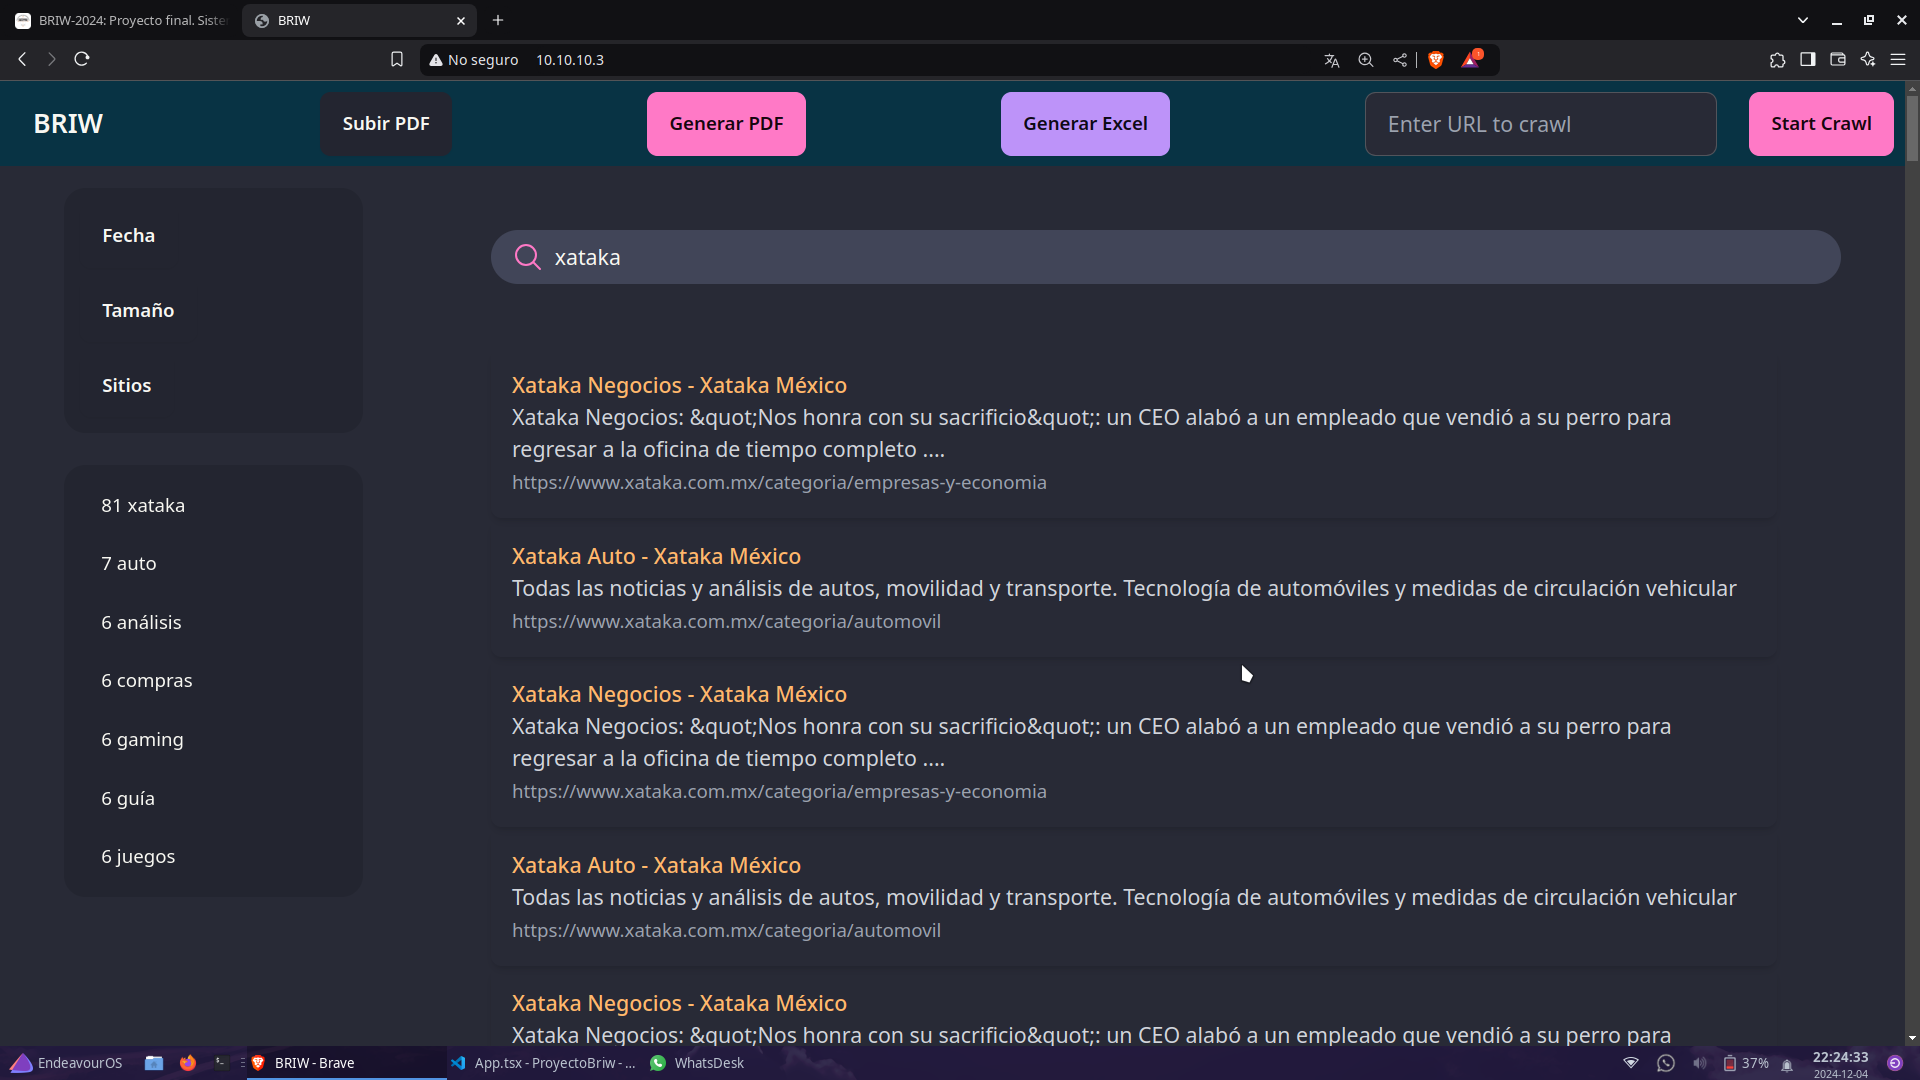 BRIW-2024: Proyecto final. Siste
BRIW
No seguro 10.10.10.3
BRIW
Subir PDF
Generar PDF
Generar Excel
Enter URL to crawl
Start Crawl
Fecha
Tamaño
Sitios
81 xataka
7 auto
6 análisis
6 compras
6 gaming
6 guía
6 juegos
xataka
Xataka Negocios - Xataka México
Xataka Negocios: &quot;Nos honra con su sacrificio&quot;: un CEO alabó a un empleado que vendió a su perro para
regresar a la oficina de tiempo completo ....
https://www.xataka.com.mx/categoria/empresas-y-economia
Xataka Auto - Xataka México
Todas las noticias y análisis de autos, movilidad y transporte. Tecnología de automóviles y medidas de circulación vehicular
https://www.xataka.com.mx/categoria/automovil
Xataka Negocios - Xataka México
Xataka Negocios: &quot;Nos honra con su sacrificio&quot;: un CEO alabó a un empleado que vendió a su perro para
regresar a la oficina de tiempo completo ....
https://www.xataka.com.mx/categoria/empresas-y-economia
Xataka Auto - Xataka México
Todas las noticias y análisis de autos, movilidad y transporte. Tecnología de automóviles y medidas de circulación vehicular
https://www.xataka.com.mx/categoria/automovil
Xataka Negocios - Xataka México
Xataka Negocios: &quot;Nos honra con su sacrificio&quot;: un CEO alabó a un empleado que vendió a su perro para
EndeavourOS
BRIW - Brave
App.tsx - ProyectoBriw - ...
WhatsDesk
37%
22:24:33
2024-12-04